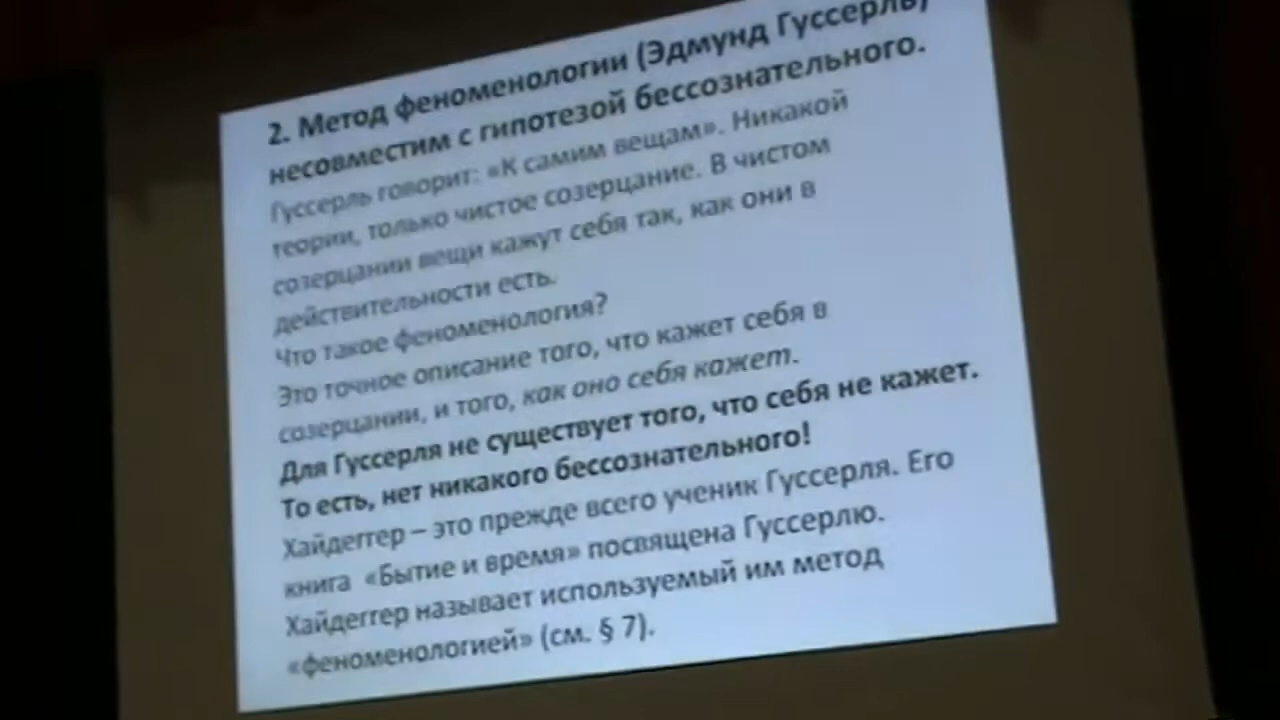 2. Метод феноменологии (Эдмунд Гуссерль)
несовместим с гипотезой бессознательного.
Гуссерль говорит: «К самим вещам». Никакой
теории, только чистое созерцание. В чистом
созерцании вещи кажут себя так, как они в
действительности есть.
Что такое феноменология?
Это точное описание того, что кажет себя в
созерцании, и того, как оно себя кажет.
Для Гуссерля не существует того, что себя не кажет.
То есть, нет никакого бессознательного!
Хайдеггер – это прежде всего ученик Гуссерля. Его
книга «Бытие и время» посвящена Гуссерлю.
Хайдеггер называет используемый им метод
«феноменологией» (см. § 7).